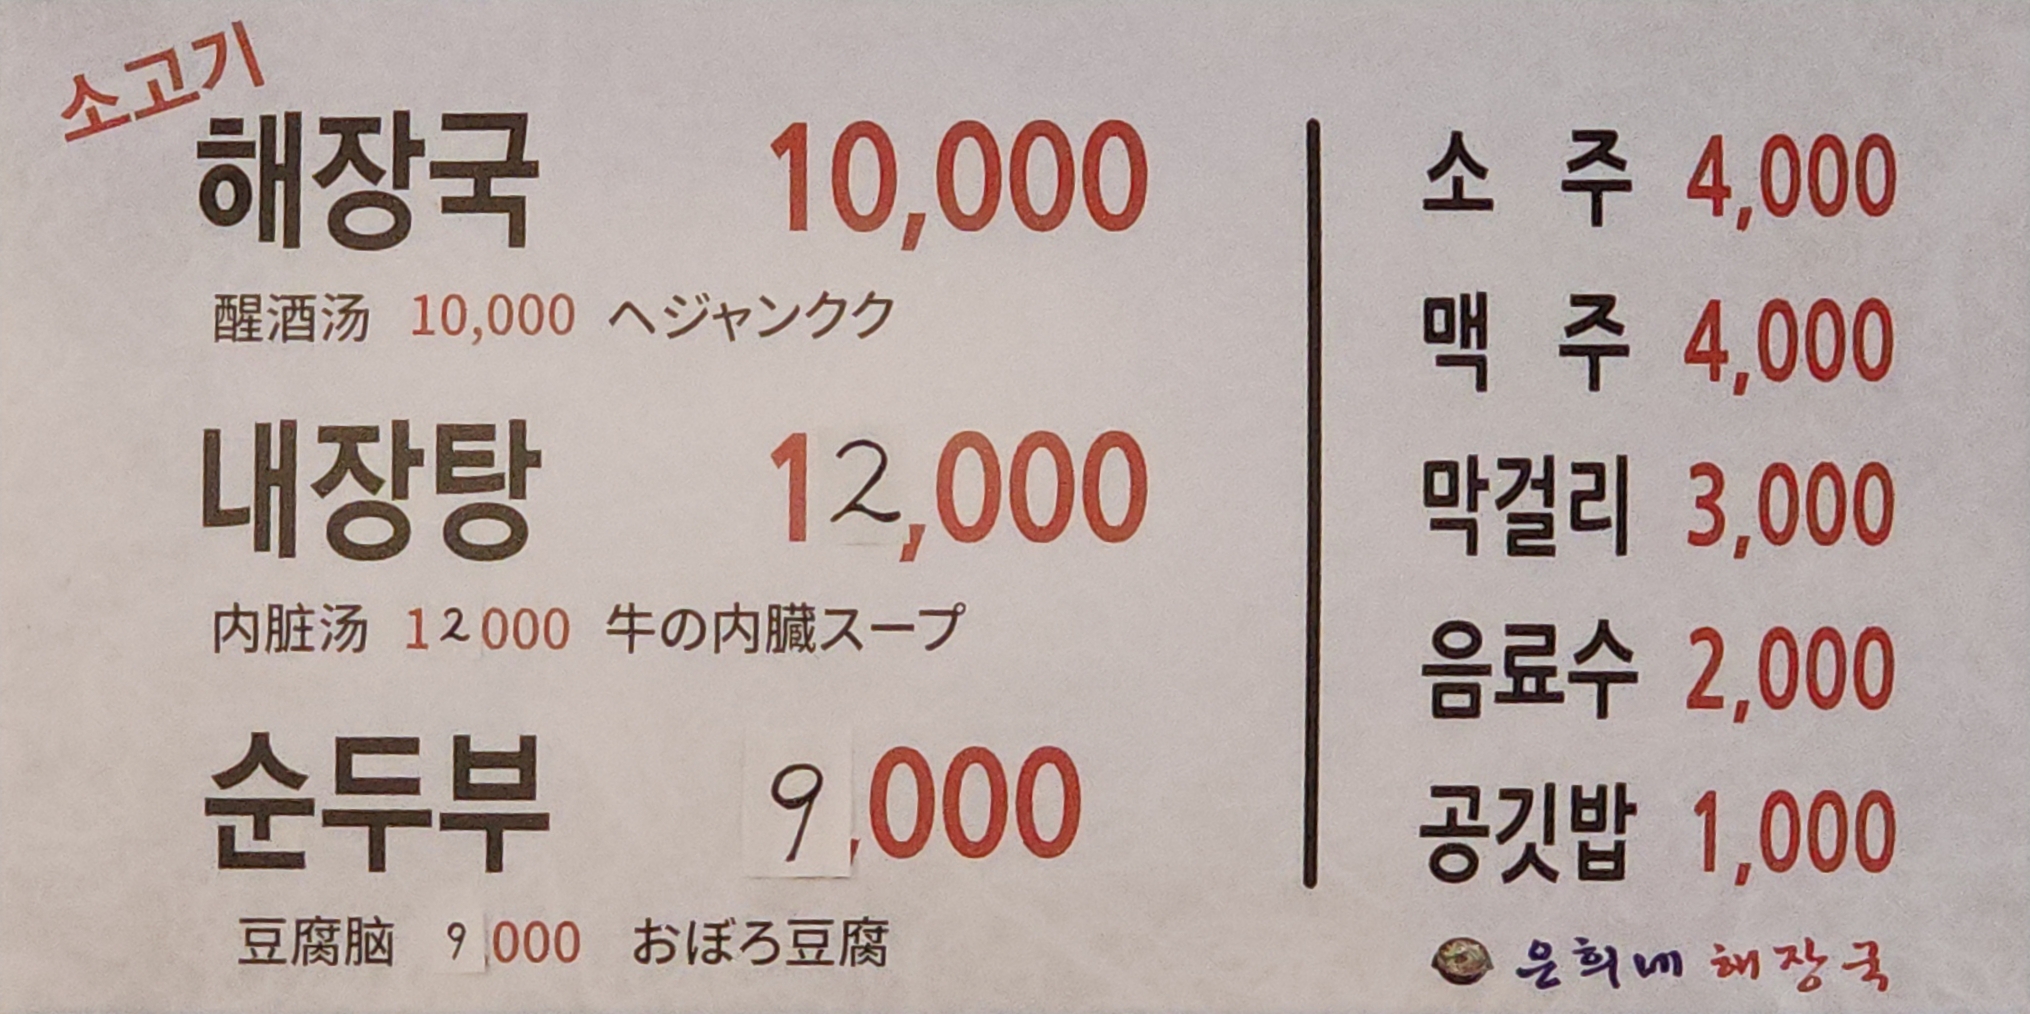 소고기
해장국 10,000
醒酒汤 10,000 ヘジャンクク
내장탕 12,000
内脏汤 12 000 牛の内臓スープ
순두부 9,000
豆腐脑 9,000 おぼろ豆腐
소 주 4,000
맥 주 4,000
막걸리 3,000
음료수 2,000
공깃밥 1,000
은희네 해장국